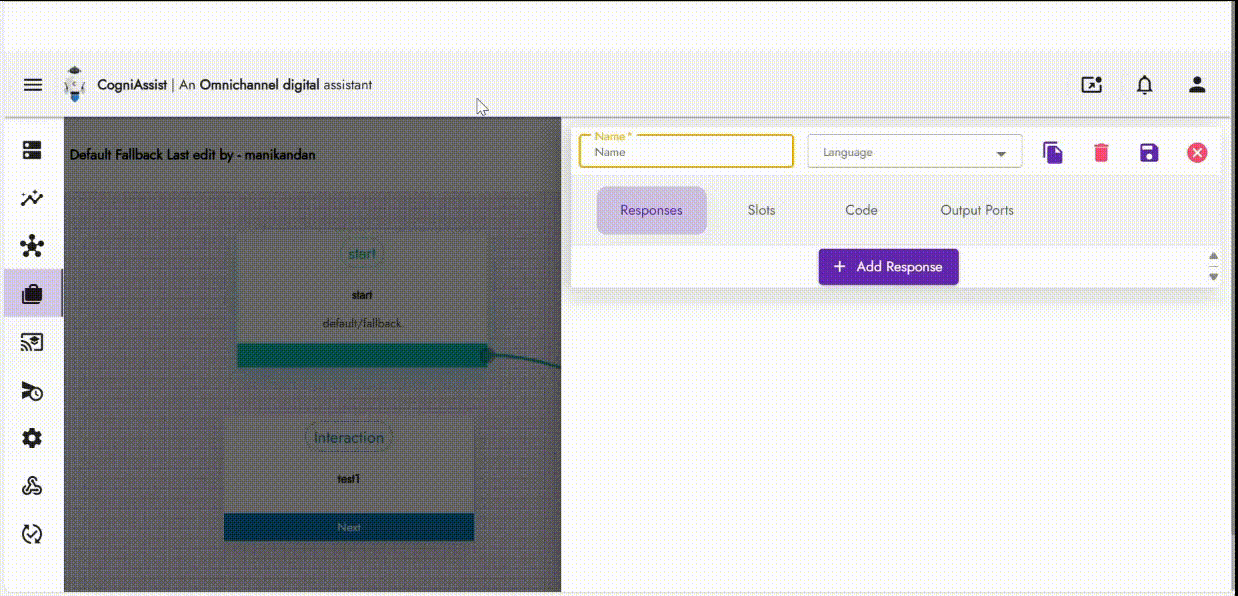 CogniAssist | An Omnichannel digital assistant
Default Fallback Last edit by - manikandan
Name *
Name
Language
Responses
Slots
Code
Output Ports
+ Add Response
start
start
default/fallback
Interaction
test1
Next